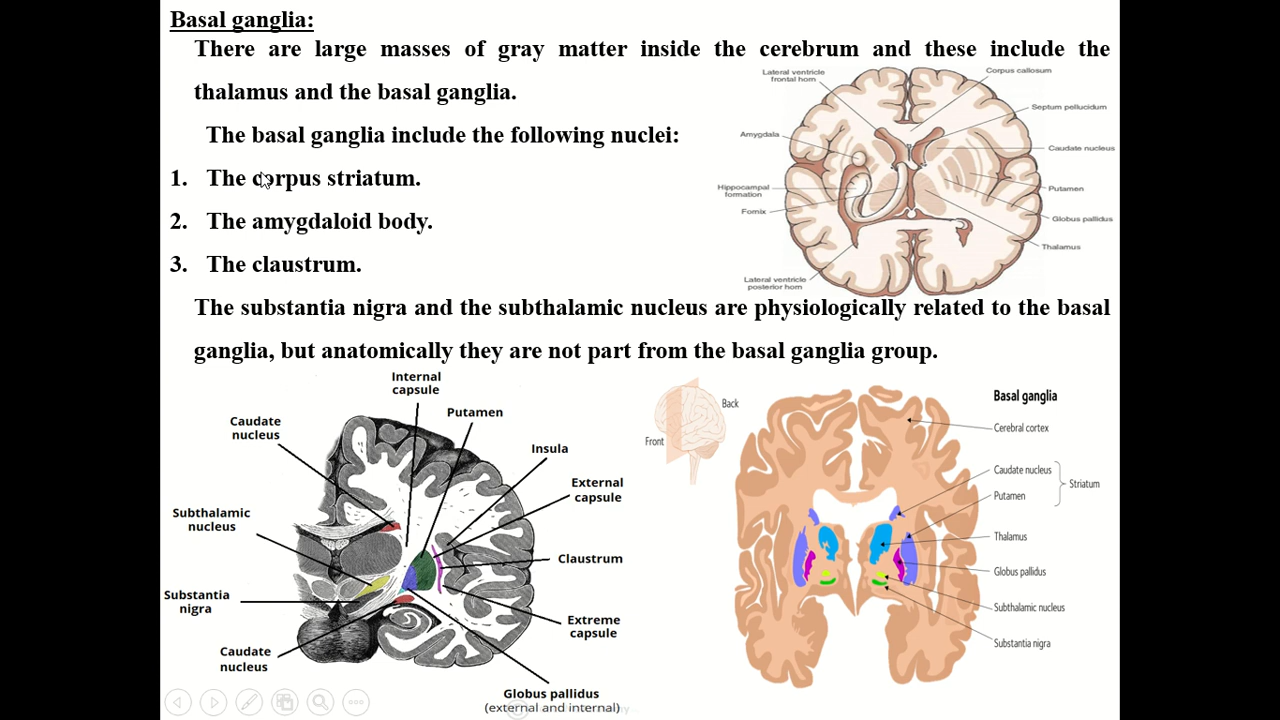 Basal ganglia:
There are large masses of gray matter inside the cerebrum and these include the
thalamus and the basal ganglia.
The basal ganglia include the following nuclei:
1. The corpus striatum.
2. The amygdaloid body.
3. The claustrum.
Lateral ventricle
frontal horn
Corpus callosum
Septum pellucidum
Amygdala
Caudate nucleus
Hippocampal
formation
Putamen
Fornix
Globus pallidus
Thalamus
Lateral ventricle
posterior horn
The substantia nigra and the subthalamic nucleus are physiologically related to the basal
ganglia, but anatomically they are not part from the basal ganglia group.
Internal
capsule
Putamen
Caudate
nucleus
Insula
External
capsule
Subthalamic
nucleus
Claustrum
Substantia
nigra
Extreme
capsule
Caudate
nucleus
Globus pallidus
(external and internal)
Back
Front
Basal ganglia
Cerebral cortex
Caudate nucleus
Striatum
Putamen
Thalamus
Globus pallidus
Subthalamic nucleus
Substantia nigra